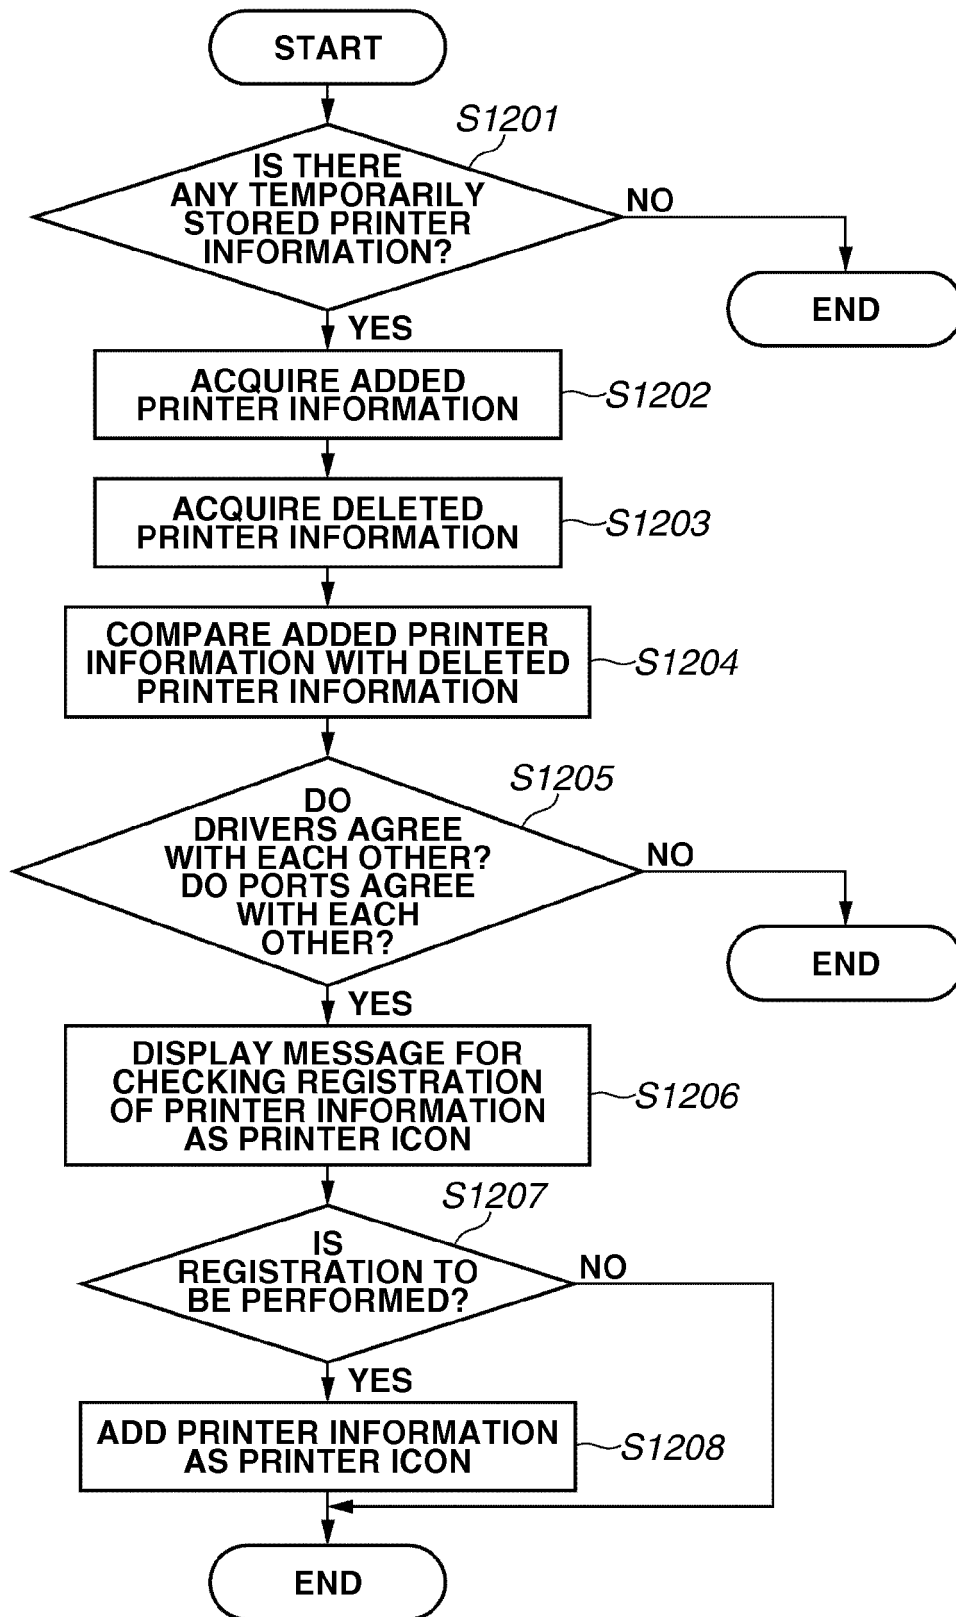 START
S1201
IS THERE
ANY TEMPORARILY
STORED PRINTER
INFORMATION?
NO
END
YES
ACQUIRE ADDED
PRINTER INFORMATION
S1202
ACQUIRE DELETED
PRINTER INFORMATION
S1203
COMPARE ADDED PRINTER
INFORMATION WITH DELETED
PRINTER INFORMATION
S1204
S1205
DO
DRIVERS AGREE
WITH EACH OTHER?
DO PORTS AGREE
WITH EACH
OTHER?
NO
END
YES
DISPLAY MESSAGE FOR
CHECKING REGISTRATION
OF PRINTER INFORMATION
AS PRINTER ICON
S1206
S1207
IS
REGISTRATION TO
BE PERFORMED?
NO
YES
ADD PRINTER INFORMATION
AS PRINTER ICON
S1208
END